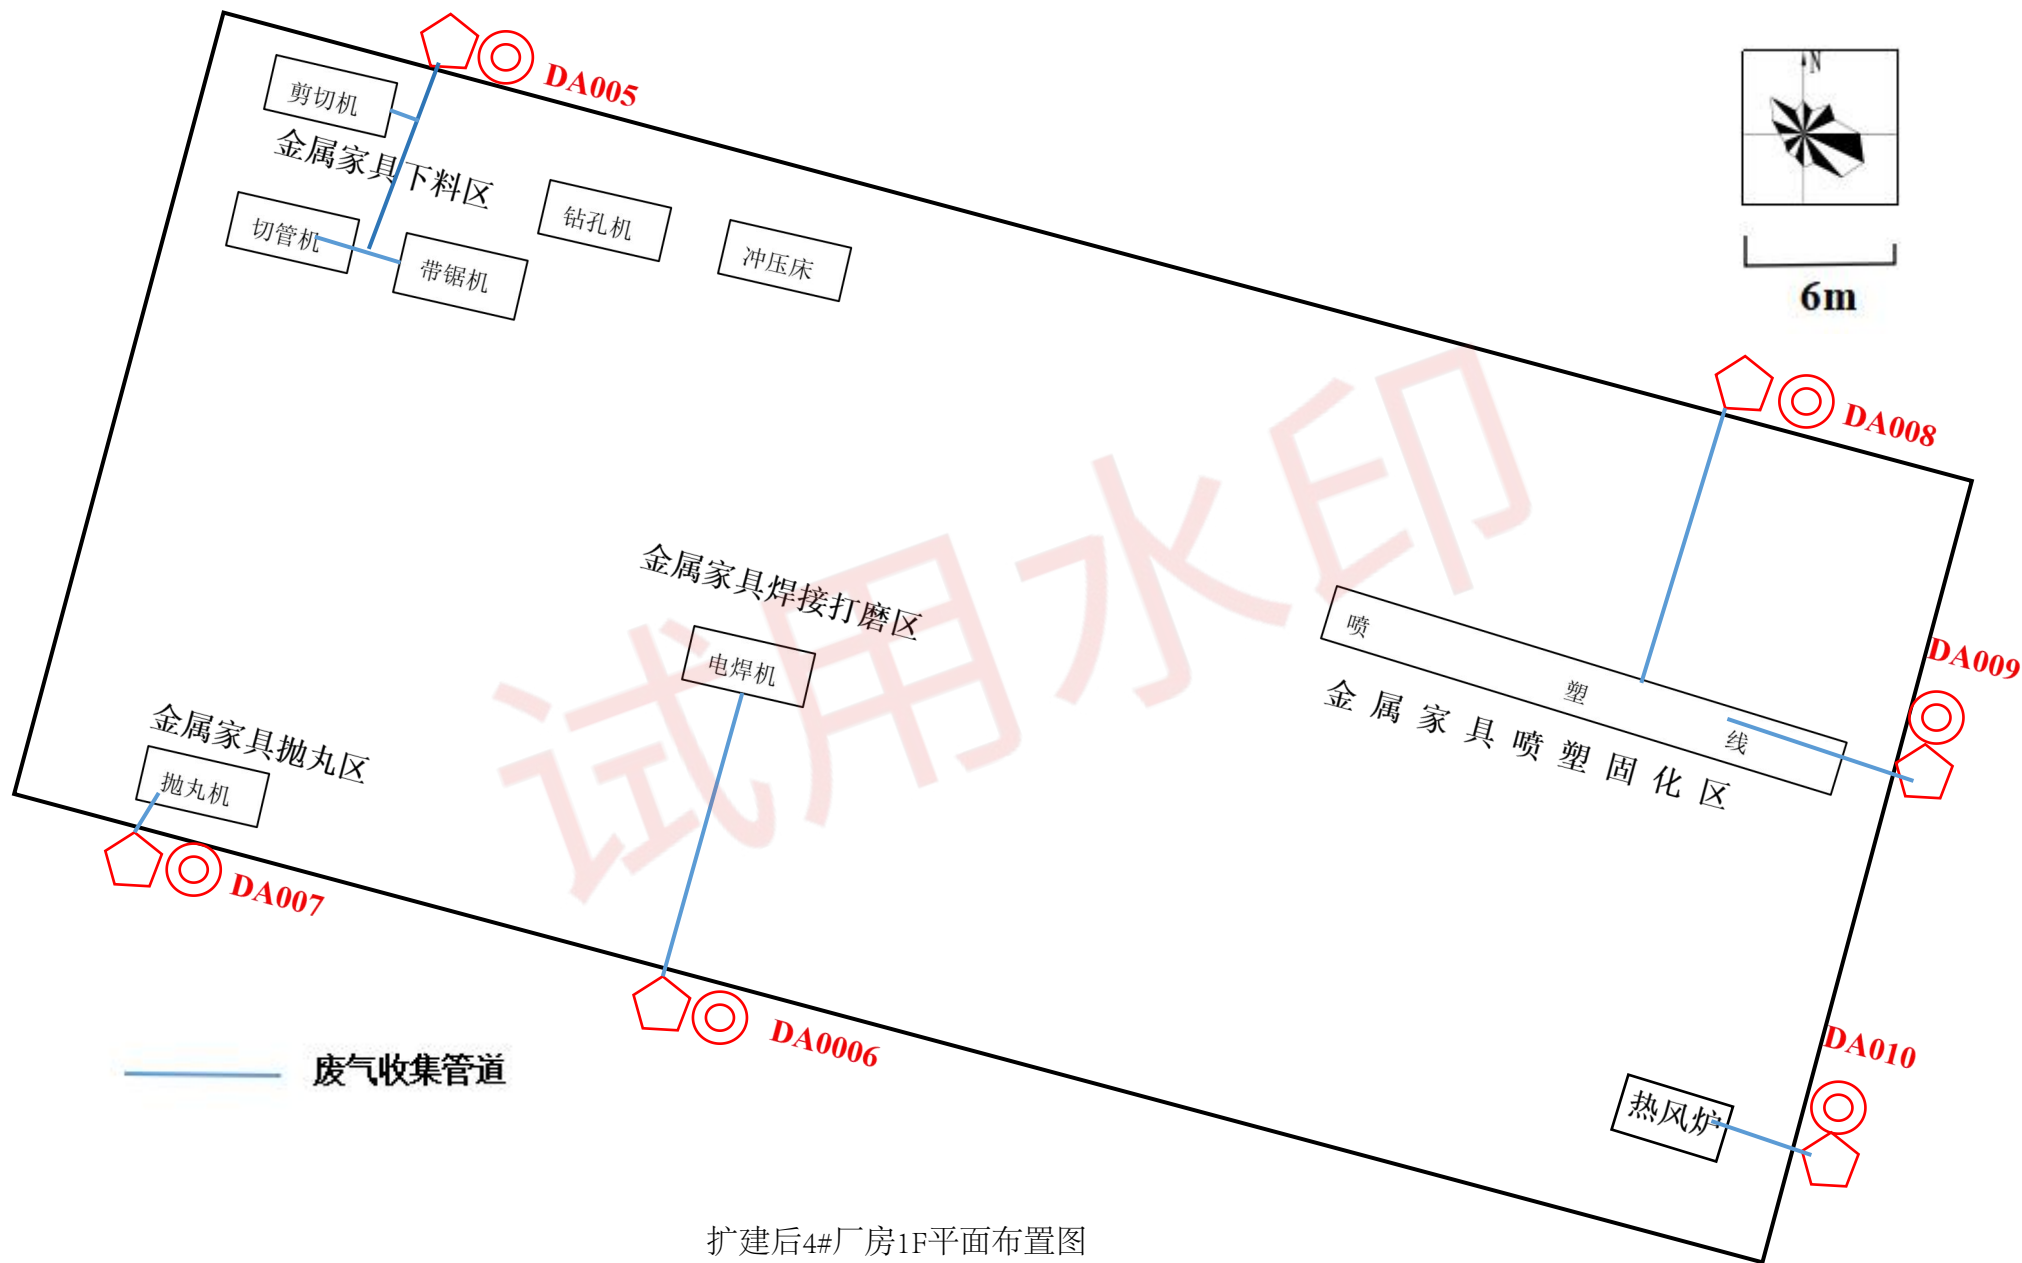 DA005
N
剪切机
金属家具下料区
切管机
带锯机
钻孔机
冲压床
6m
DA008
金属家具焊接打磨区
电焊机
喷塑线
金属家具喷塑固化区
DA009
金属家具抛丸区
抛丸机
DA007
DA0006
DA010
热风炉
废气收集管道
扩建后4#厂房1F平面布置图
试用水印